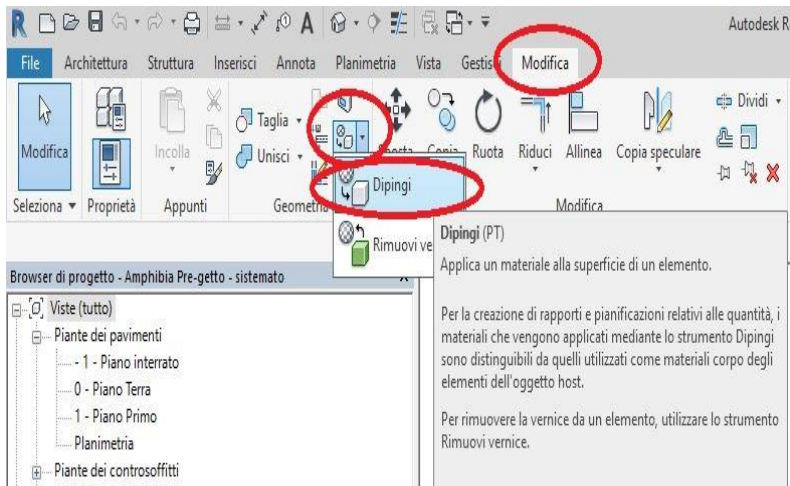 Autodesk R
File Architettura Struttura Inserisci Annota Planimetria Vista Modifica
Taglia
Dividi
Modifica Incolla Unisci Copia Ruota Riduci Allinea Copia speculare
Dipingi
Seleziona Proprietà Appunti Geometria Modifica
Rimuovi ve
Dipingi (PT)
Applica un materiale alla superficie di un elemento.
Per la creazione di rapporti e pianificazioni relativi alle quantità, i
materiali che vengono applicati mediante lo strumento Dipingi
sono distinguibili da quelli utilizzati come materiali corpo degli
elementi dell'oggetto host.
Per rimuovere la vernice da un elemento, utilizzare lo strumento
Rimuovi vernice.
Browser di progetto - Amphibia Pre-getto - sistemato
Viste (tutto)
Piante dei pavimenti
- 1 - Piano interrato
0 - Piano Terra
1 - Piano Primo
Planimetria
Piante dei controsoffitti